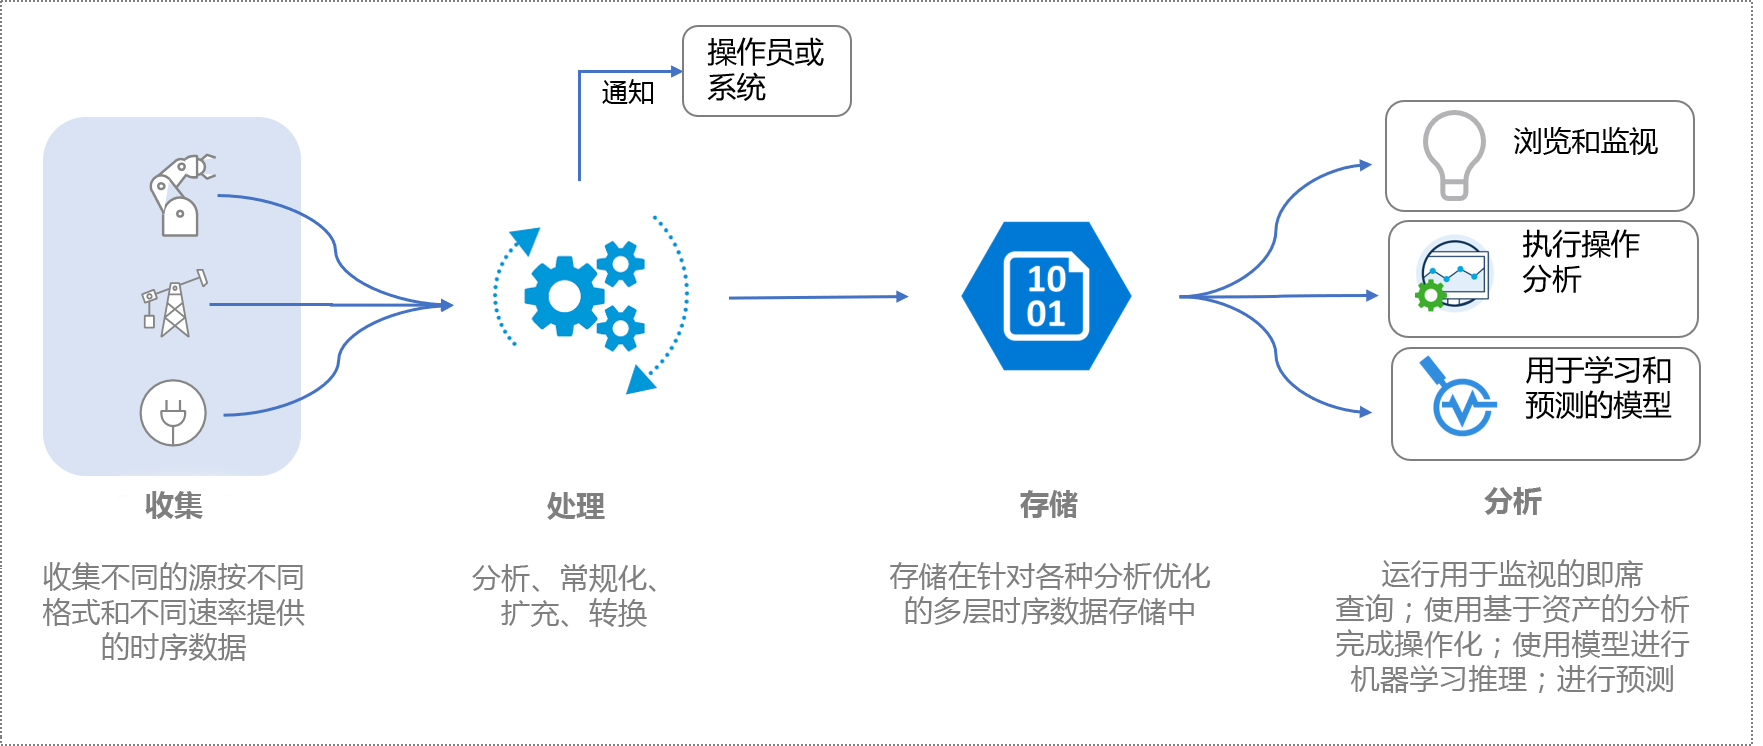 操作员或
系统
通知
浏览和监视
执行操作
分析
10
01
用于学习和
预测的模型
收集
处理
存储
分析
收集不同的源按不同
格式和不同速率提供
的时序数据
分析、常规化、
扩充、转换
存储在针对各种分析优化
的多层时序数据存储中
运行用于监视的即席
查询；使用基于资产的分析
完成操作化；使用模型进行
机器学习推理；进行预测